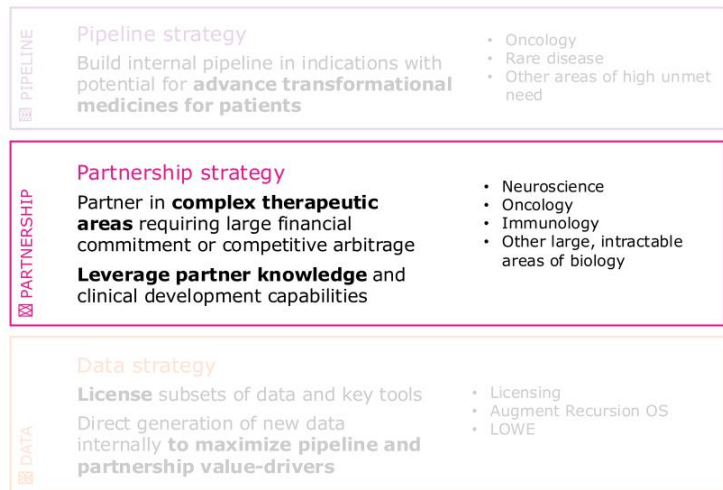 PIPELINE
Pipeline strategy
Build internal pipeline in indications with
potential for advance transformational
medicines for patients
• Oncology
• Rare disease
• Other areas of high unmet
need
PARTNERSHIP
Partnership strategy
Partner in complex therapeutic
areas requiring large financial
commitment or competitive arbitrage
Leverage partner knowledge and
clinical development capabilities
• Neuroscience
• Oncology
• Immunology
• Other large, intractable
areas of biology
DATA
Data strategy
License subsets of data and key tools
Direct generation of new data
internally to maximize pipeline and
partnership value-drivers
• Licensing
• Augment Recursion OS
• LOWE